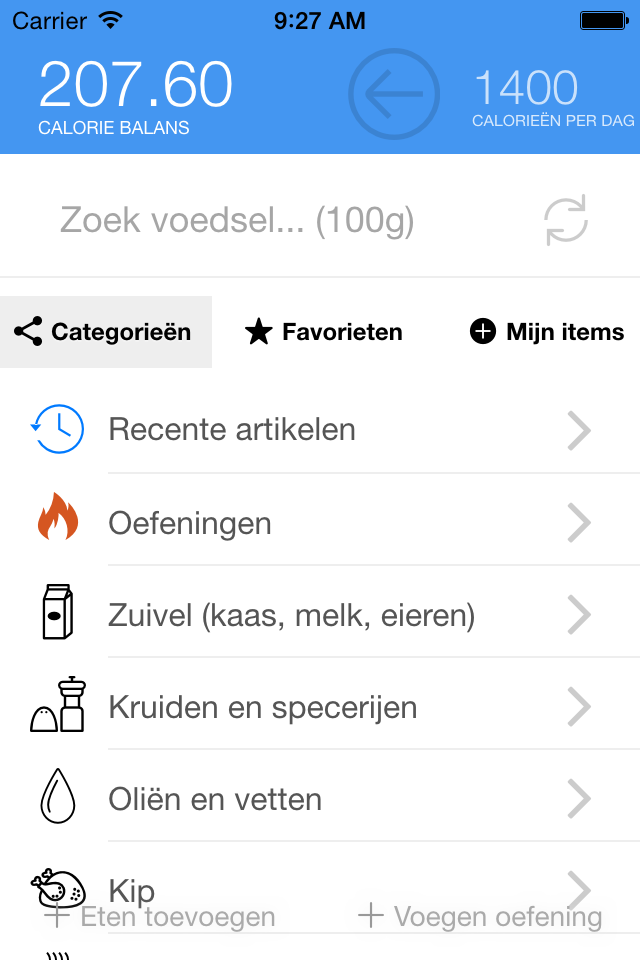 Carrier 9:27 AM
207.60 1400
CALORIE BALANS CALORIEËN PER DAG
Zoek voedsel... (100g)
Categorieën Favorieten Mijn items
Recente artikelen
Oefeningen
Zuivel (kaas, melk, eieren)
Kruiden en specerijen
Oliën en vetten
Kip
Eten toevoegen Voegen oefening